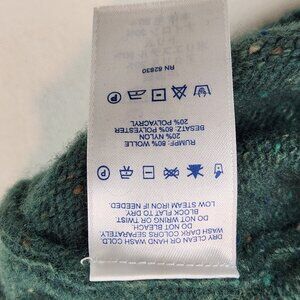 DRY CLEAN OR HAND WASH COLD.
WASH DARK COLORS SEPARATELY.
DO NOT BLEACH.
DO NOT WRING OR TWIST.
BLOCK FLAT TO DRY.
LOW STEAM IRON IF NEEDED.
RUMPF: 80% WOLLE
20% NYLON
BESATZ: 80% POLYESTER
20% POLYACRYL
P
RN 82830